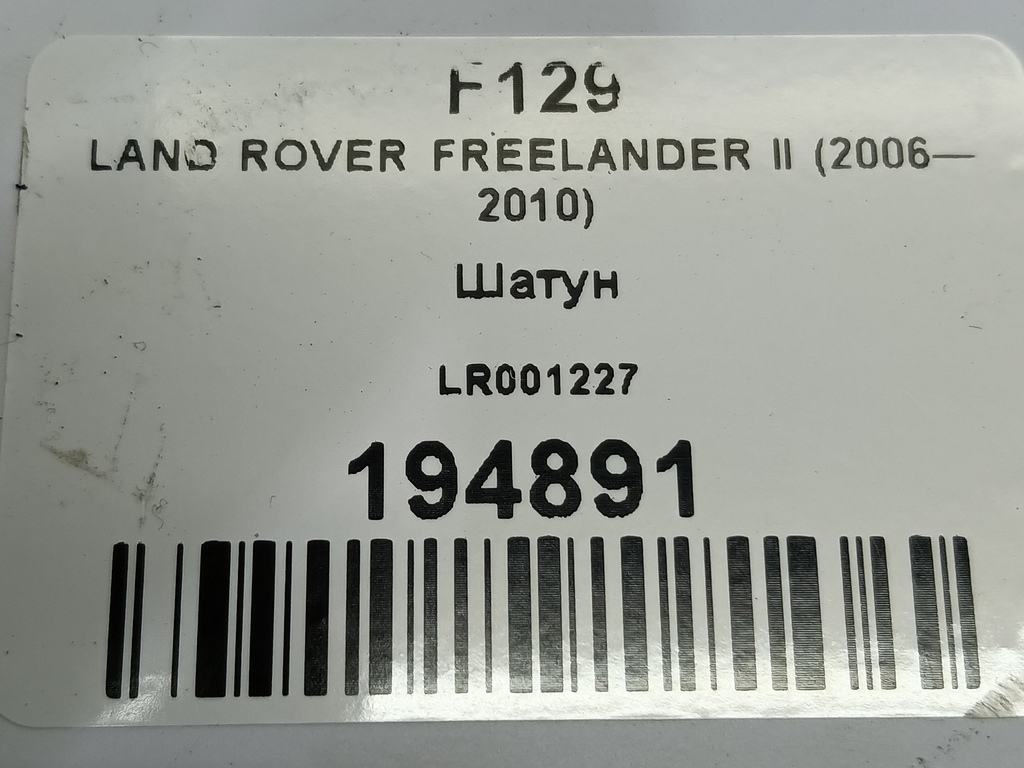 F129
LAND ROVER FREELANDER II (2006—
2010)
Шатун
LR001227
194891